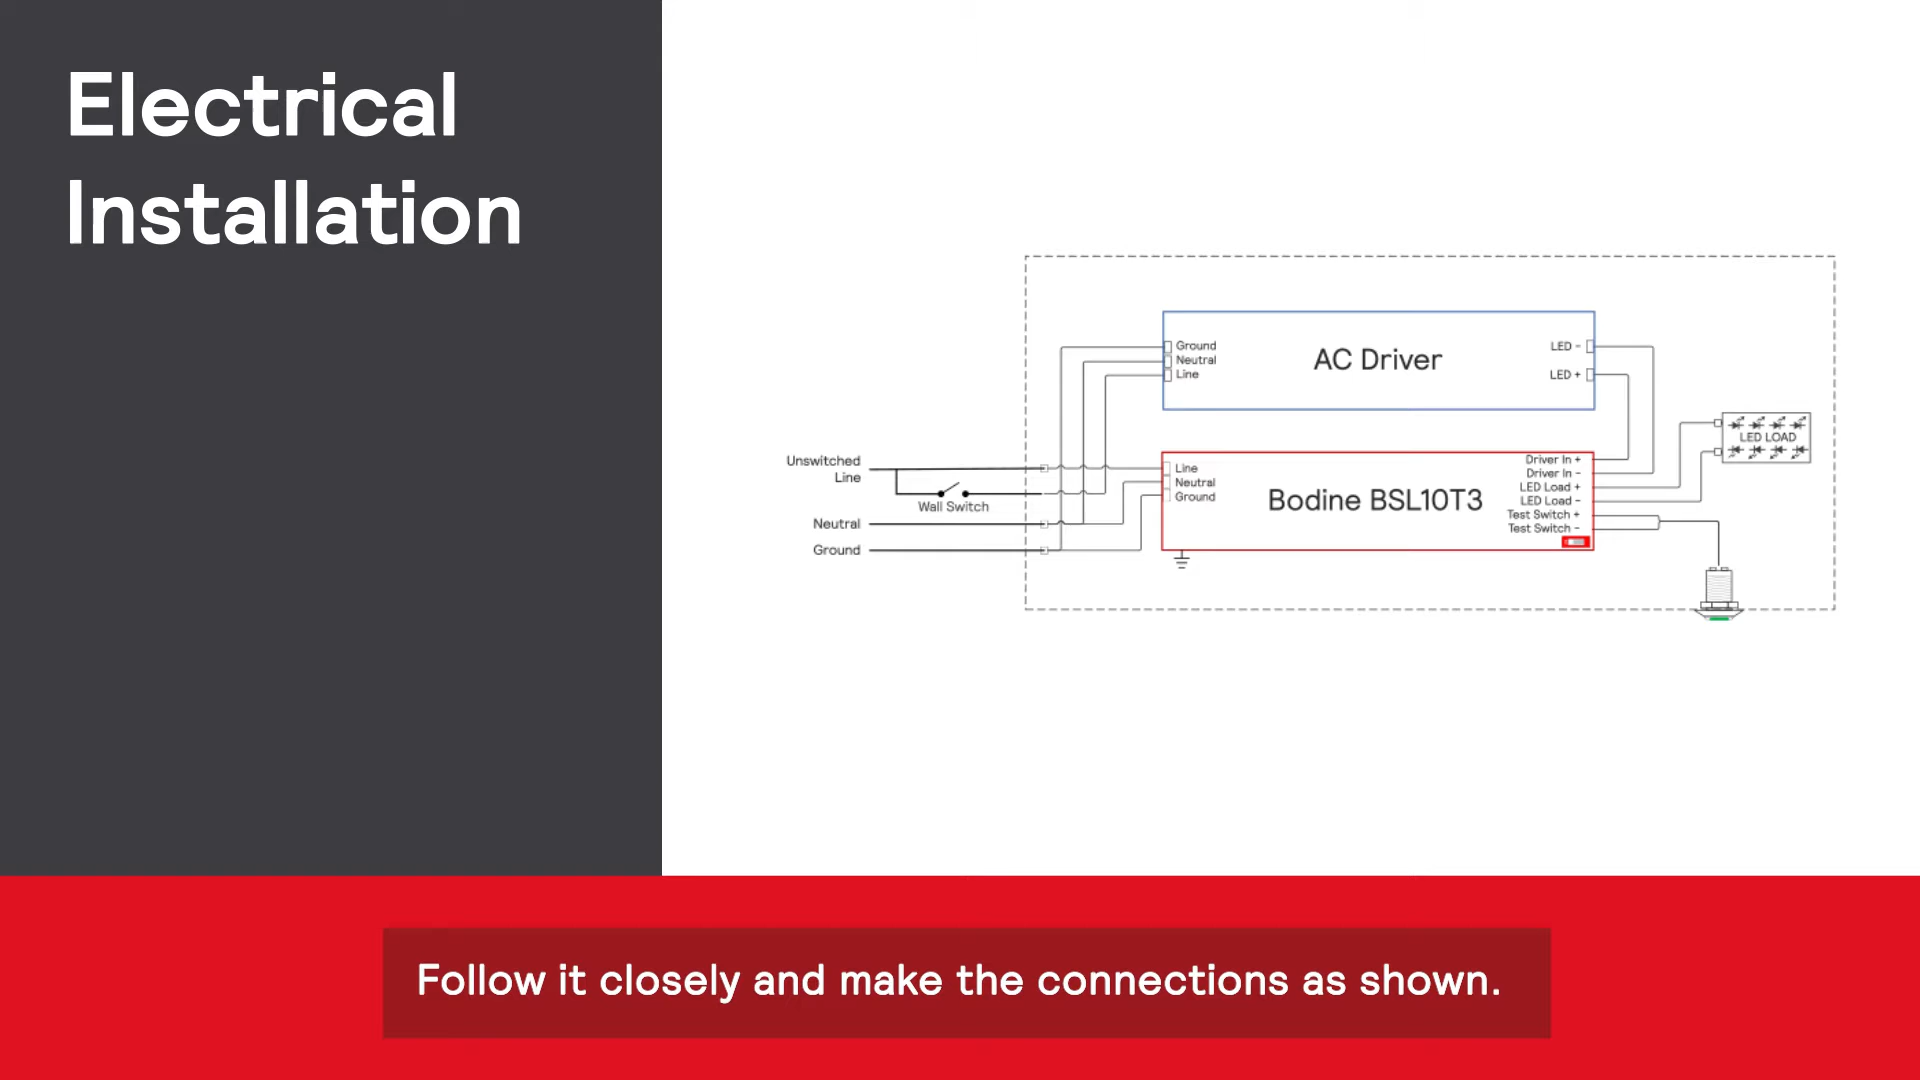 Electrical
Installation
Ground
Neutral
Line
AC Driver
LED -
LED +
Unswitched
Line
Wall Switch
Neutral
Ground
Line
Neutral
Ground
Bodine BSL10T3
Driver In +
Driver In -
LED Load +
LED Load -
Test Switch +
Test Switch -
LED LOAD
Follow it closely and make the connections as shown.